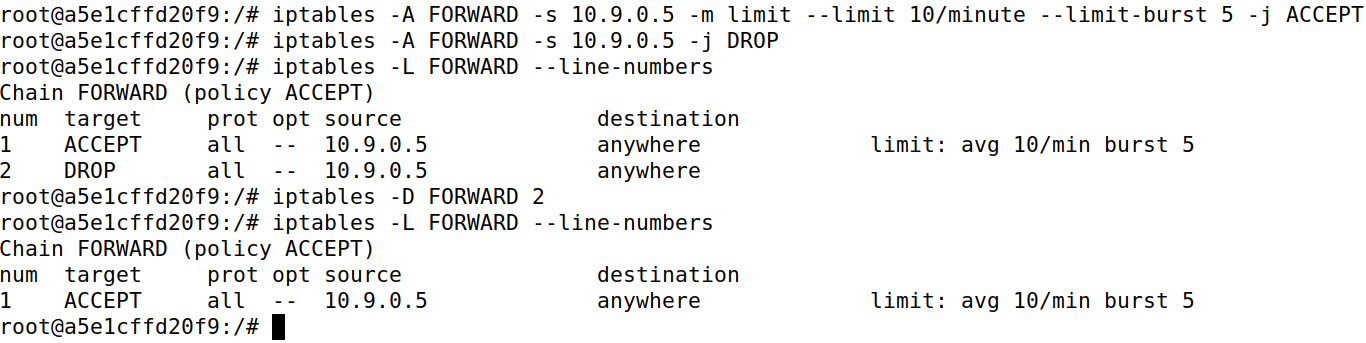 root@a5e1cffd20f9:/# iptables -A FORWARD -s 10.9.0.5 -m limit --limit 10/minute --limit-burst 5 -j ACCEPT
root@a5e1cffd20f9:/# iptables -A FORWARD -s 10.9.0.5 -j DROP
root@a5e1cffd20f9:/# iptables -L FORWARD --line-numbers
Chain FORWARD (policy ACCEPT)
num  target     prot opt source               destination
1    ACCEPT     all  --  10.9.0.5             anywhere             limit: avg 10/min burst 5
2    DROP       all  --  10.9.0.5             anywhere
root@a5e1cffd20f9:/# iptables -D FORWARD 2
root@a5e1cffd20f9:/# iptables -L FORWARD --line-numbers
Chain FORWARD (policy ACCEPT)
num  target     prot opt source               destination
1    ACCEPT     all  --  10.9.0.5             anywhere             limit: avg 10/min burst 5
root@a5e1cffd20f9:/#